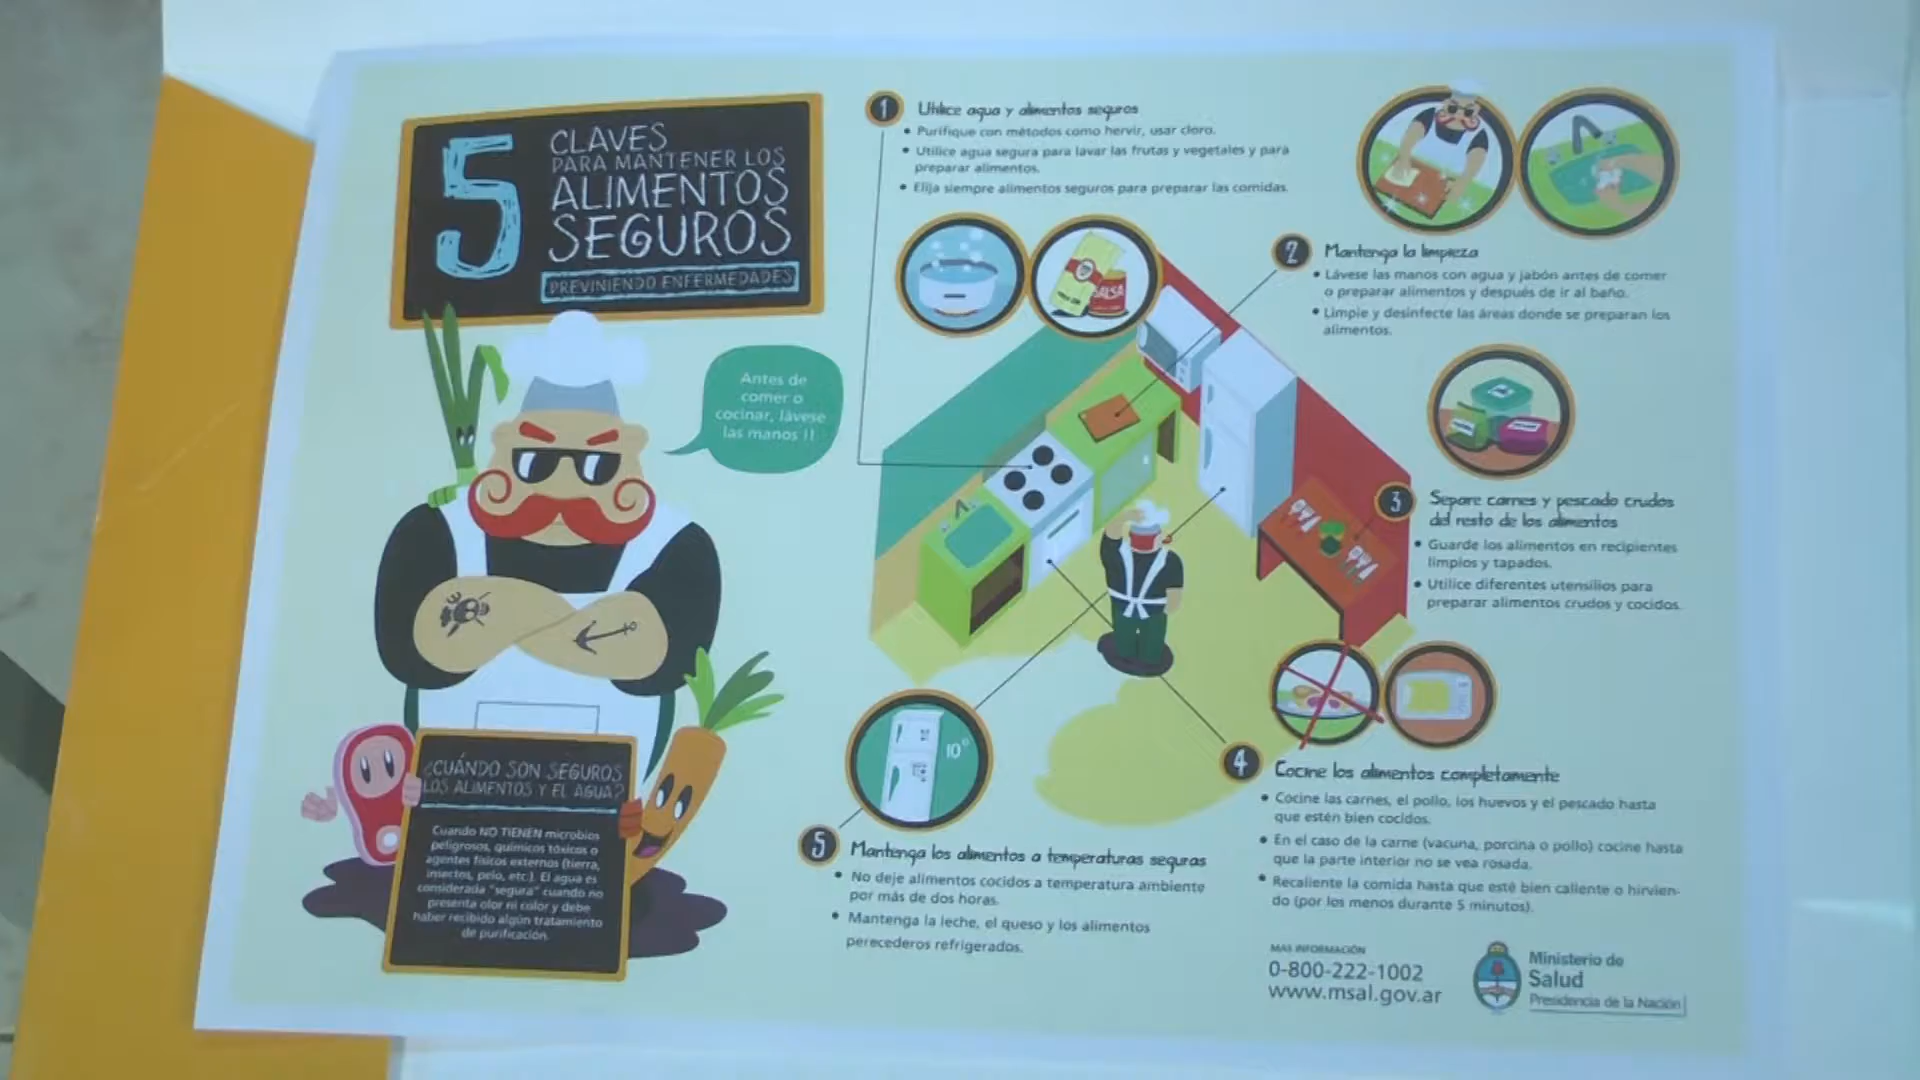 5
CLAVES
PARA MANTENER LOS
ALIMENTOS
SEGUROS
PREVINIENDO ENFERMEDADES
Antes de
comer o
cocinar, lávese
las manos !!
¿CUÁNDO SON SEGUROS
LOS ALIMENTOS Y EL AGUA?
Cuando NO TIENEN microbios
peligrosos, químicos tóxicos o
agentes físicos externos (tierra,
insectos, pelo, etc.). El agua es
considerada "segura" cuando no
presenta olor ni color y debe
haber recibido algún tratamiento
de purificación.
1 Utilice agua y alimentos seguros
• Purifique con métodos como hervir, usar cloro.
• Utilice agua segura para lavar las frutas y vegetales y para
preparar alimentos.
• Elija siempre alimentos seguros para preparar las comidas.
SALSA
2 Mantenga la limpieza
• Lávese las manos con agua y jabón antes de comer
o preparar alimentos y después de ir al baño.
• Limpie y desinfecte las áreas donde se preparan los
alimentos.
3 Separe carnes y pescado crudos
del resto de los alimentos
• Guarde los alimentos en recipientes
limpios y tapados.
• Utilice diferentes utensilios para
preparar alimentos crudos y cocidos.
4 Cocine los alimentos completamente
• Cocine las carnes, el pollo, los huevos y el pescado hasta
que estén bien cocidos.
• En el caso de la carne (vacuna, porcina o pollo) cocine hasta
que la parte interior no se vea rosada.
• Recaliente la comida hasta que esté bien caliente o hirvien-
do (por los menos durante 5 minutos).
10°
5 Mantenga los alimentos a temperaturas seguras
• No deje alimentos cocidos a temperatura ambiente
por más de dos horas.
• Mantenga la leche, el queso y los alimentos
perecederos refrigerados.
MAS INFORMACIÓN
0-800-222-1002
www.msal.gov.ar
Ministerio de
Salud
Presidencia de la Nación